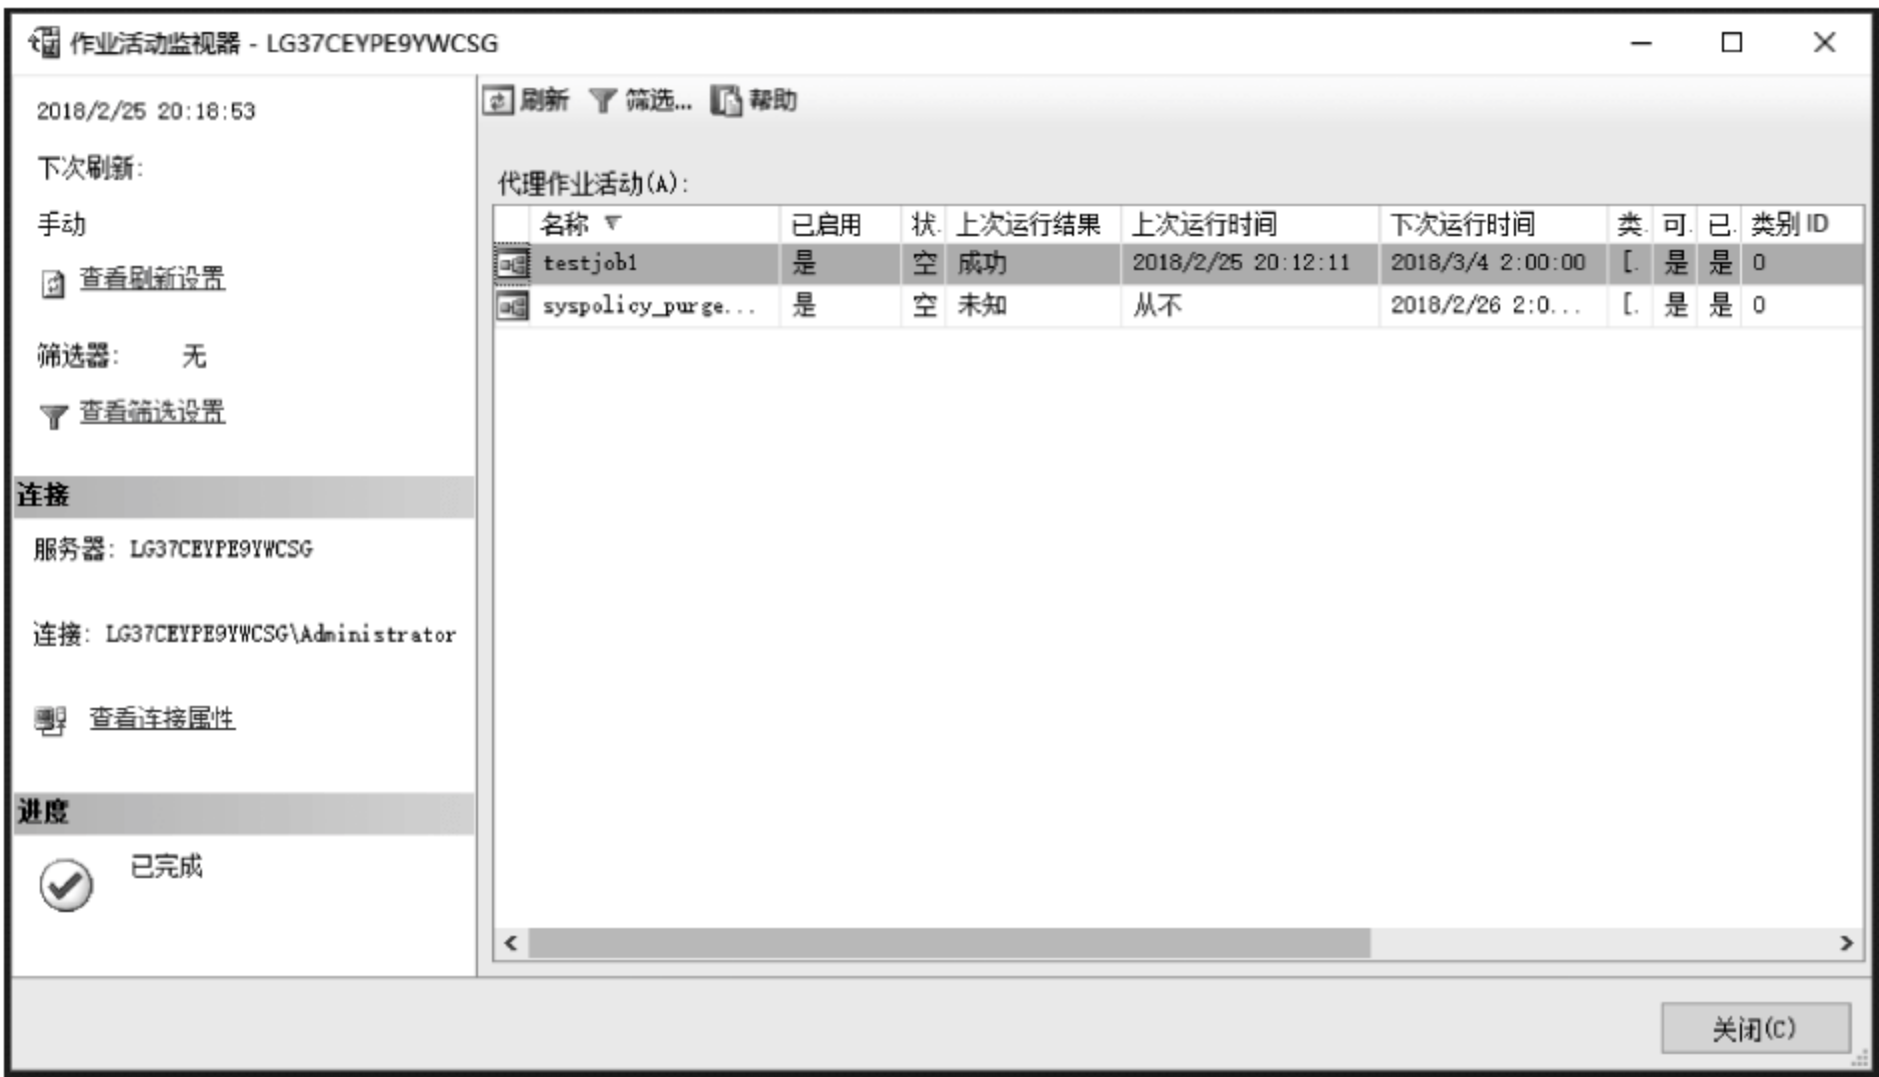 作业活动监视器 - LG37CEYPE9YWCSG
2018/2/25 20:18:53
下次刷新:
手动
查看刷新设置
筛选器: 无
查看筛选设置
连接
服务器: LG37CEYPE9YWCSG
连接: LG37CEYPE9YWCSG\Administrator
查看连接属性
进度
已完成
刷新 筛选... 帮助
代理作业活动(A):
名称 已启用 状. 上次运行结果 上次运行时间 下次运行时间 类. 可. 已. 类别 ID
testjob1 是 空 成功 2018/2/25 20:12:11 2018/3/4 2:00:00 [. 是 是 0
syspolicy_purge... 是 空 未知 从不 2018/2/26 2:0... [. 是 是 0
关闭(C)